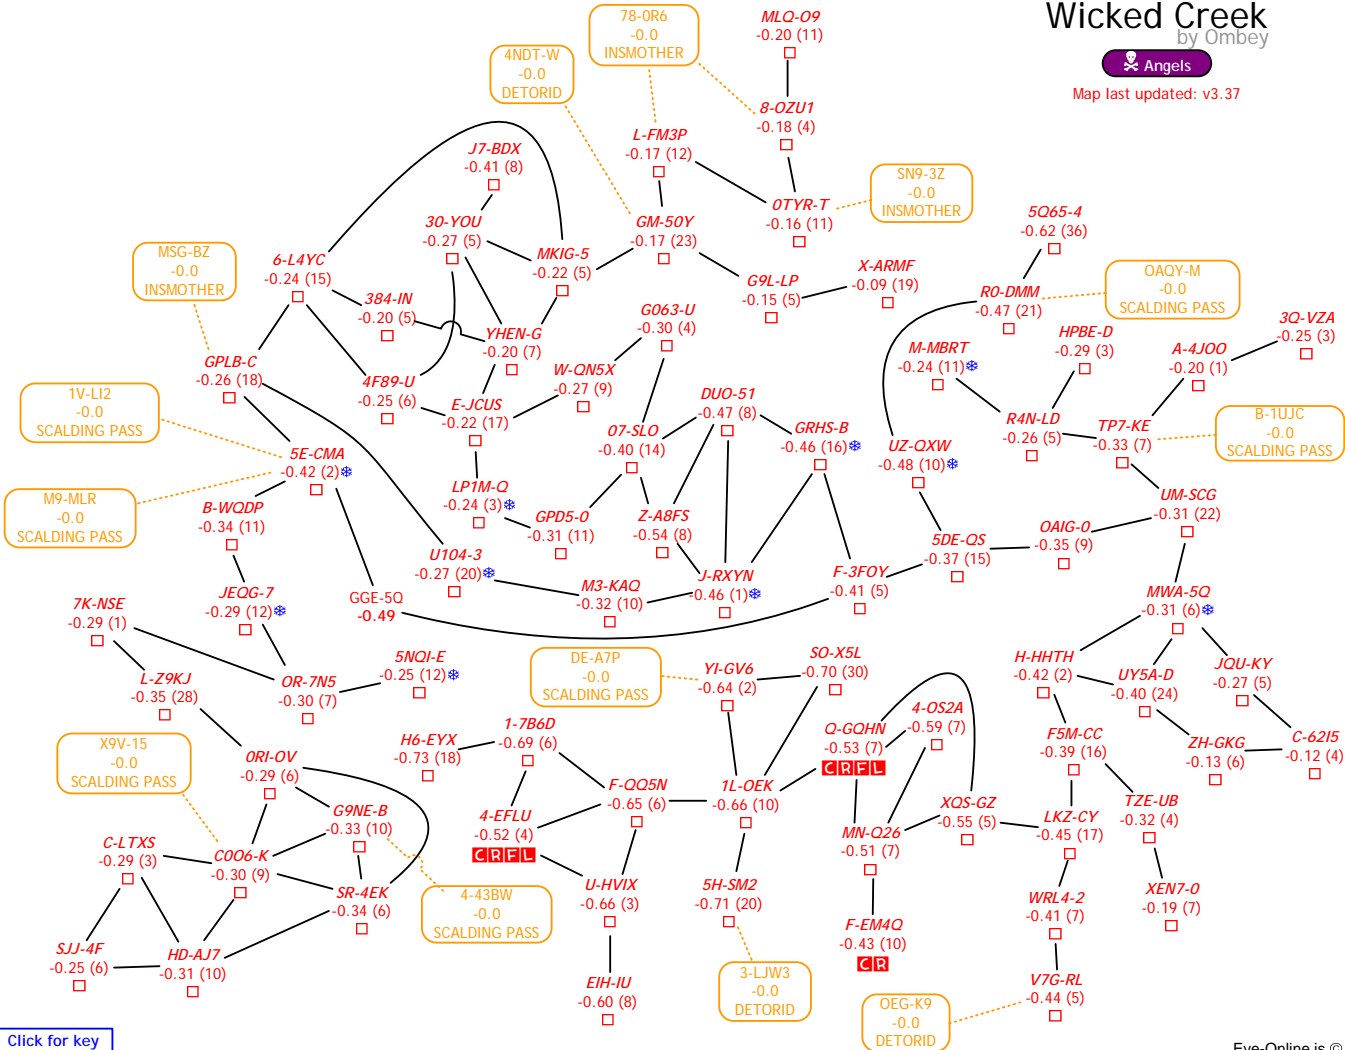 Wicked Creek
by Ombey
Angels
Map last updated: v3.37
78-0R6
-0.0
INSMOTHER
MLQ-O9
-0.20 (11)
4NDT-W
-0.0
DETORID
8-OZU1
-0.18 (4)
L-FM3P
-0.17 (12)
J7-BDX
-0.41 (8)
SN9-3Z
-0.0
INSMOTHER
0TYR-T
-0.16 (11)
5Q65-4
-0.62 (36)
30-YOU
-0.27 (5)
GM-50Y
-0.17 (23)
MSG-BZ
-0.0
INSMOTHER
6-L4YC
-0.24 (15)
MKIG-5
-0.22 (5)
G9L-LP
-0.15 (5)
X-ARMF
-0.09 (19)
OAQY-M
-0.0
SCALDING PASS
R0-DMM
-0.47 (21)
384-IN
-0.20 (5)
G063-U
-0.30 (4)
YHEN-G
-0.20 (7)
HPBE-D
-0.29 (3)
3Q-VZA
-0.25 (3)
M-MBRT
-0.24 (11)
A-4JOO
-0.20 (1)
GPLB-C
-0.26 (18)
W-QN5X
-0.27 (9)
4F89-U
-0.25 (6)
1V-LI2
-0.0
SCALDING PASS
E-JCUS
-0.22 (17)
DUO-51
-0.47 (8)
07-SLO
-0.40 (14)
GRHS-B
-0.46 (16)
R4N-LD
-0.26 (5)
TP7-KE
-0.33 (7)
B-1UJC
-0.0
SCALDING PASS
UZ-QXW
-0.48 (10)
5E-CMA
-0.42 (2)
M9-MLR
-0.0
SCALDING PASS
B-WQDP
-0.34 (11)
LP1M-Q
-0.24 (3)
GPD5-0
-0.31 (11)
Z-A8FS
-0.54 (8)
UM-SCG
-0.31 (22)
OAIG-0
-0.35 (9)
5DE-QS
-0.37 (15)
U104-3
-0.27 (20)
M3-KAQ
-0.32 (10)
J-RXYN
-0.46 (1)
F-3FOY
-0.41 (5)
JEQG-7
-0.29 (12)
GGE-5Q
-0.49
7K-NSE
-0.29 (1)
MWA-5Q
-0.31 (6)
5NQI-E
-0.25 (12)
L-Z9KJ
-0.35 (28)
OR-7N5
-0.30 (7)
DE-A7P
-0.0
SCALDING PASS
YI-GV6
-0.64 (2)
SO-X5L
-0.70 (30)
H-HHTH
-0.42 (2)
UY5A-D
-0.40 (24)
JQU-KY
-0.27 (5)
4-OS2A
-0.59 (7)
1-7B6D
-0.69 (6)
H6-EYX
-0.73 (18)
Q-GQHN
-0.53 (7)
CRFL
F5M-CC
-0.39 (16)
ZH-GKG
-0.13 (6)
C-62I5
-0.12 (4)
X9V-15
-0.0
SCALDING PASS
0RI-OV
-0.29 (6)
F-QQ5N
-0.65 (6)
1L-OEK
-0.66 (10)
XQS-GZ
-0.55 (5)
TZE-UB
-0.32 (4)
G9NE-B
-0.33 (10)
4-EFLU
-0.52 (4)
CRFL
MN-Q26
-0.51 (7)
LKZ-CY
-0.45 (17)
C-LTXS
-0.29 (3)
C0O6-K
-0.30 (9)
SR-4EK
-0.34 (6)
4-43BW
-0.0
SCALDING PASS
U-HVIX
-0.66 (3)
5H-SM2
-0.71 (20)
WRL4-2
-0.41 (7)
XEN7-0
-0.19 (7)
F-EM4Q
-0.43 (10)
CR
SJJ-4F
-0.25 (6)
HD-AJ7
-0.31 (10)
EIH-IU
-0.60 (8)
3-LJW3
-0.0
DETORID
V7G-RL
-0.44 (5)
OEG-K9
-0.0
DETORID
Click for key
Eve-Online is ©